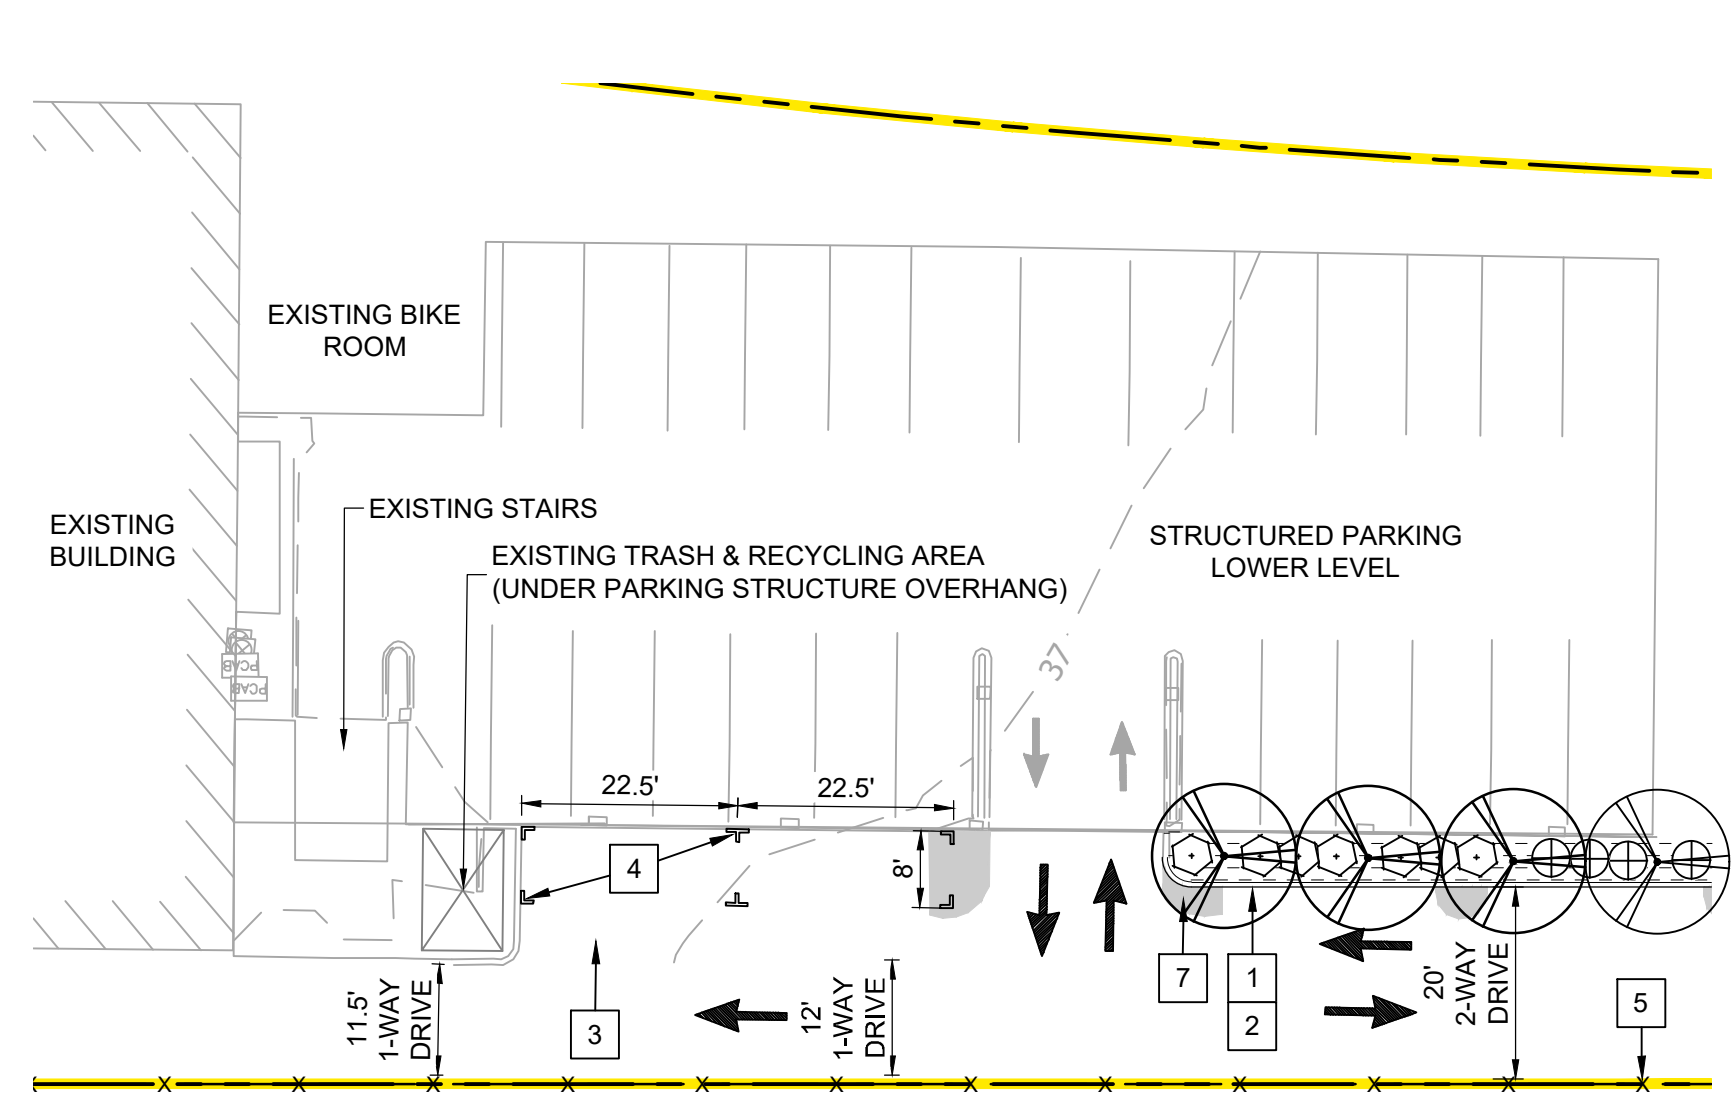 EXISTING BIKE
ROOM
EXISTING STAIRS
EXISTING
BUILDING
EXISTING TRASH & RECYCLING AREA
(UNDER PARKING STRUCTURE OVERHANG)
STRUCTURED PARKING
LOWER LEVEL
37
PCAB
PCAB
22.5'
22.5'
4
8'
7
1
2
3
5
11.5'
1-WAY
DRIVE
12'
1-WAY
DRIVE
20'
2-WAY
DRIVE
X X X X X X X X X X X X